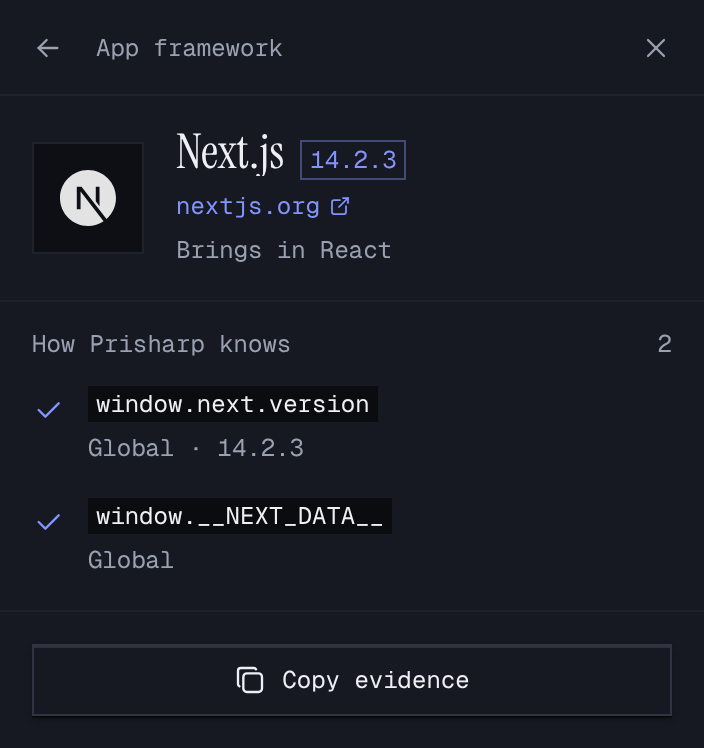 App framework
Next.js 14.2.3
nextjs.org
Brings in React
How Prisharp knows 2
window.next.version
Global · 14.2.3
window.__NEXT_DATA__
Global
Copy evidence